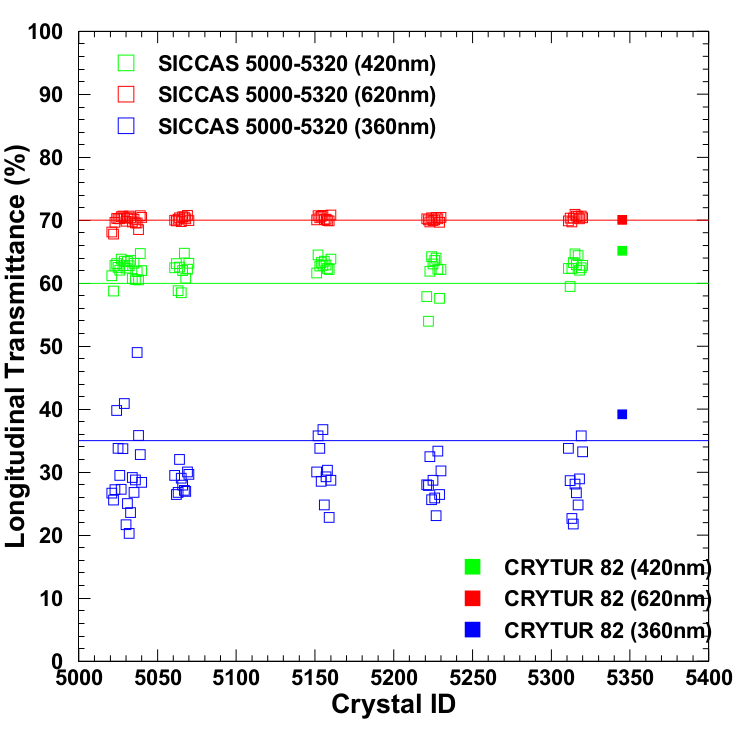 SICCAS 5000-5320 (420nm)
SICCAS 5000-5320 (620nm)
SICCAS 5000-5320 (360nm)
CRYTUR 82 (420nm)
CRYTUR 82 (620nm)
CRYTUR 82 (360nm)
Longitudinal Transmittance (%)
100
90
80
70
60
50
40
30
20
10
0
5000 5050 5100 5150 5200 5250 5300 5350 5400
Crystal ID